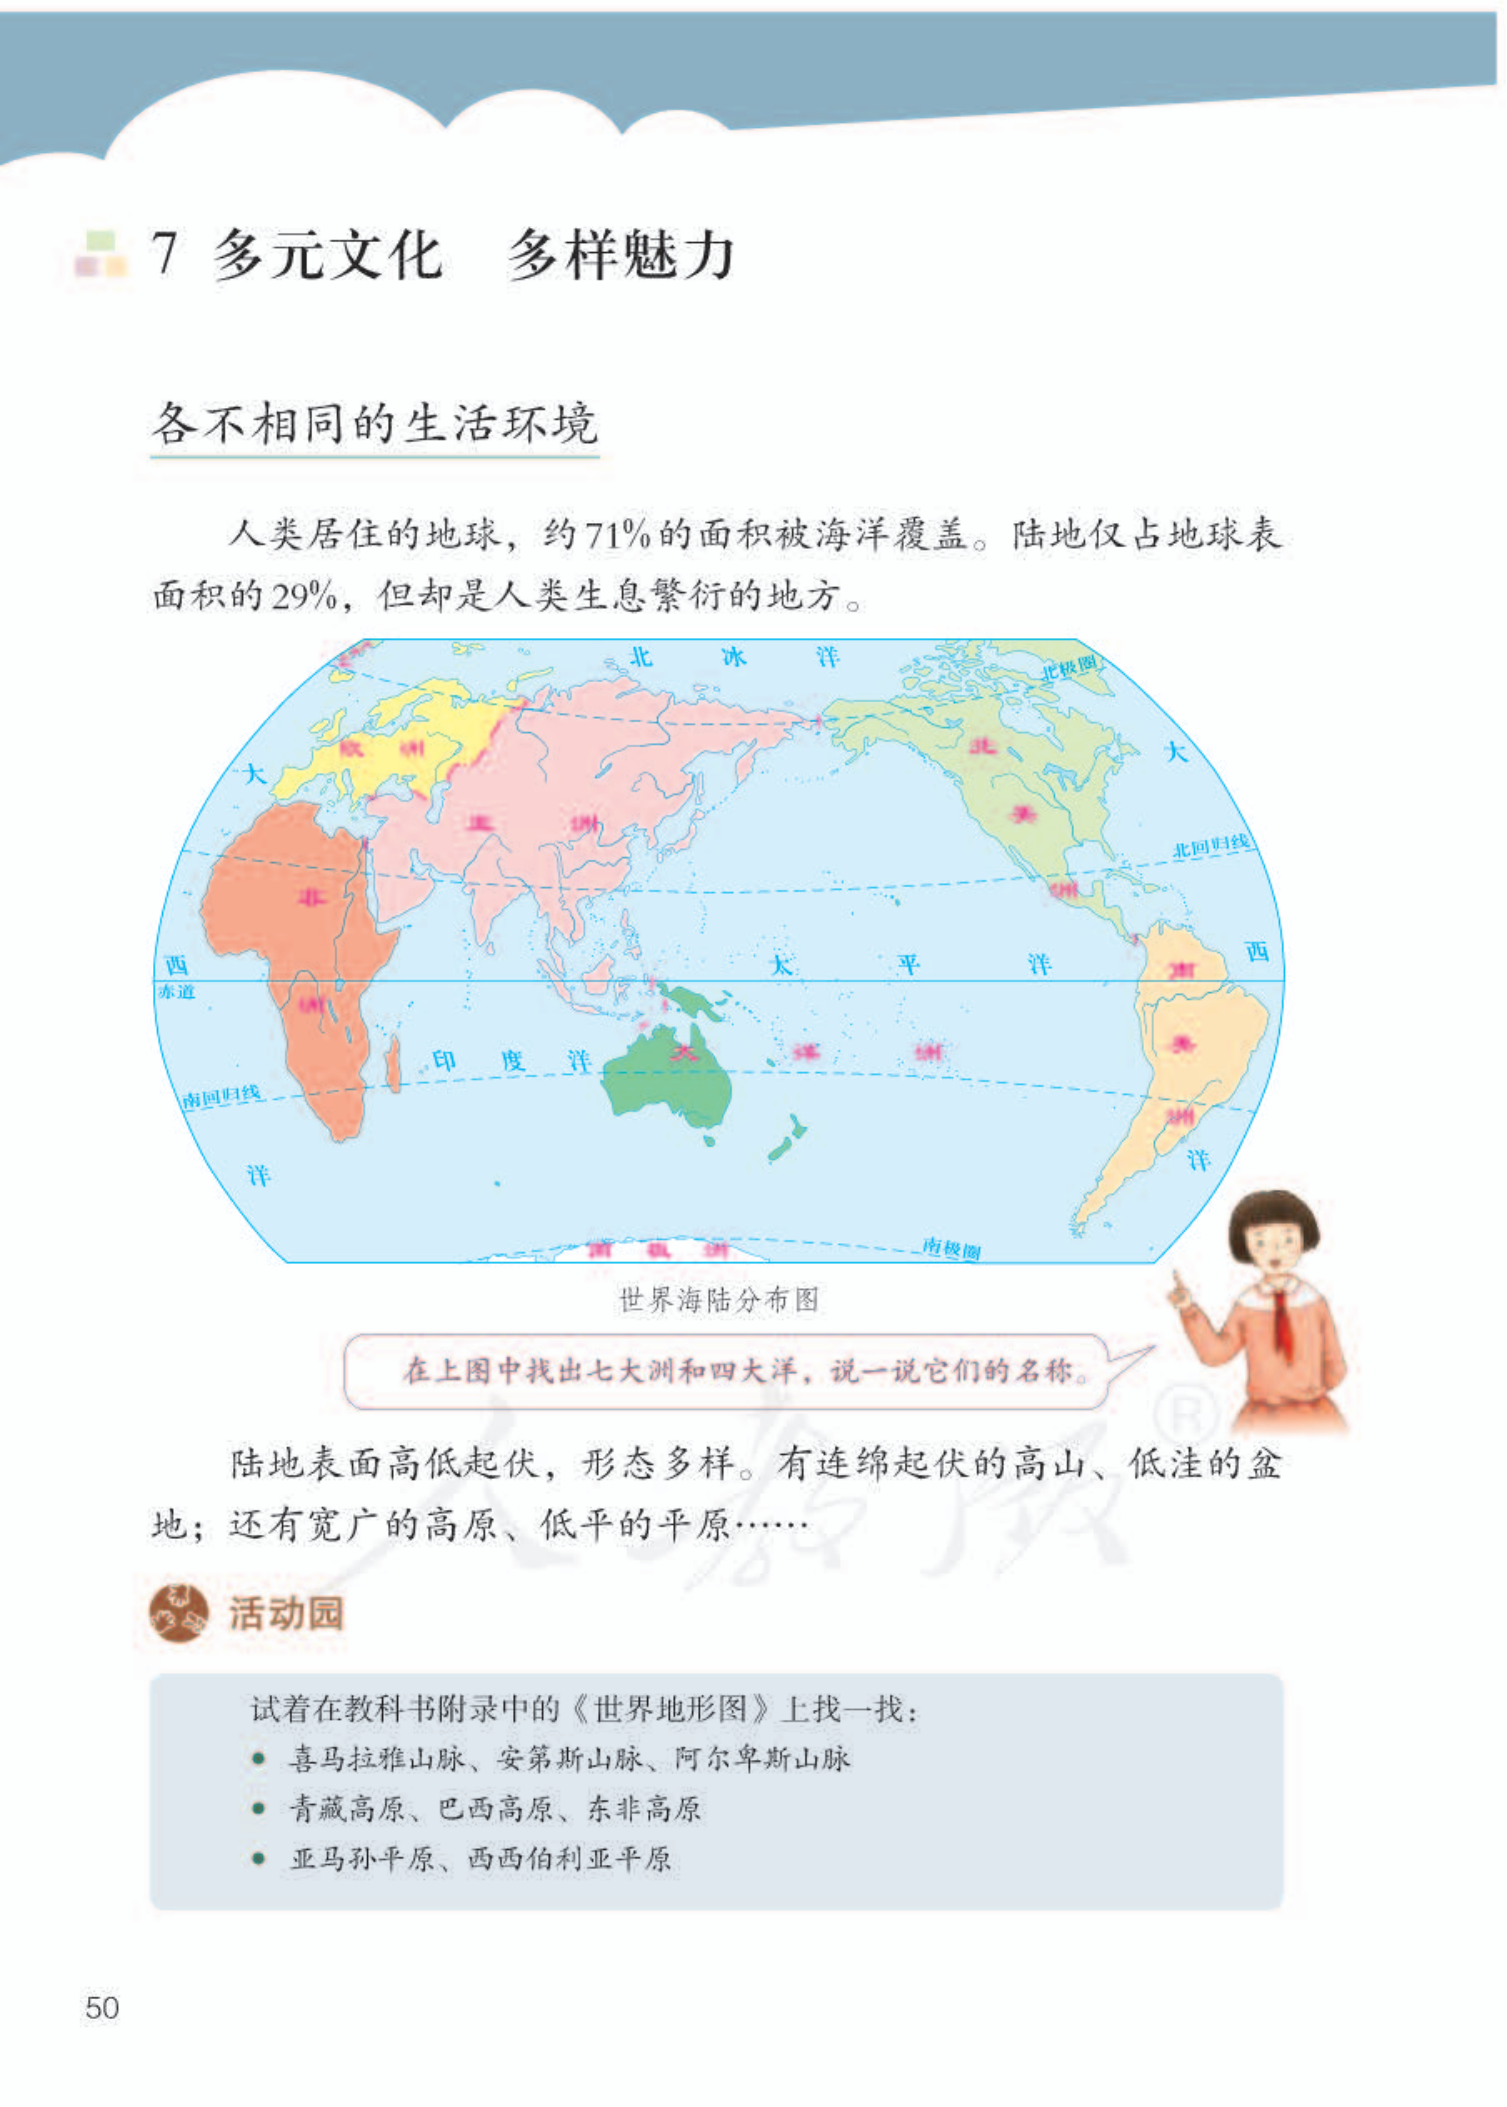 7 多元文化 多样魅力
各不相同的生活环境
人类居住的地球，约71%的面积被海洋覆盖。陆地仅占地球表
面积的29%，但却是人类生息繁衍的地方。
北 冰 洋
北极圈
欧 洲
大
大
北
亚 洲
美
北回归线
非
洲
西
太 平 洋
西
赤道
南
洲
印 度 洋
大 洋 洲
美
南回归线
洲
洋
洋
南 极 洲
南极圈
世界海陆分布图
在上图中找出七大洲和四大洋，说一说它们的名称。
陆地表面高低起伏，形态多样。有连绵起伏的高山、低洼的盆
地；还有宽广的高原、低平的平原……
人教版®
活动园
试着在教科书附录中的《世界地形图》上找一找：
● 喜马拉雅山脉、安第斯山脉、阿尔卑斯山脉
● 青藏高原、巴西高原、东非高原
● 亚马孙平原、西西伯利亚平原
50